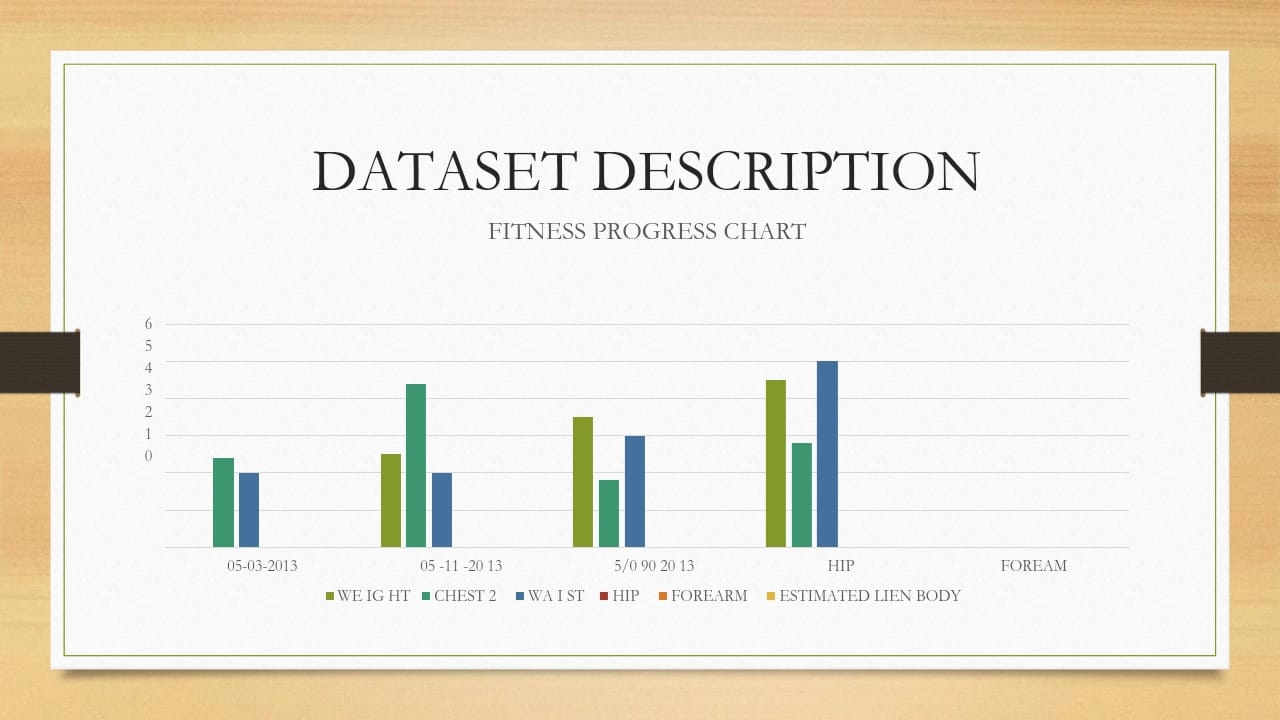 DATASET DESCRIPTION
FITNESS PROGRESS CHART
6
5
4
3
2
1
0
05-03-2013 05 -11 -20 13 5/0 90 20 13 HIP FOREAM
WE IG HT CHEST 2 WA I ST HIP FOREARM ESTIMATED LIEN BODY